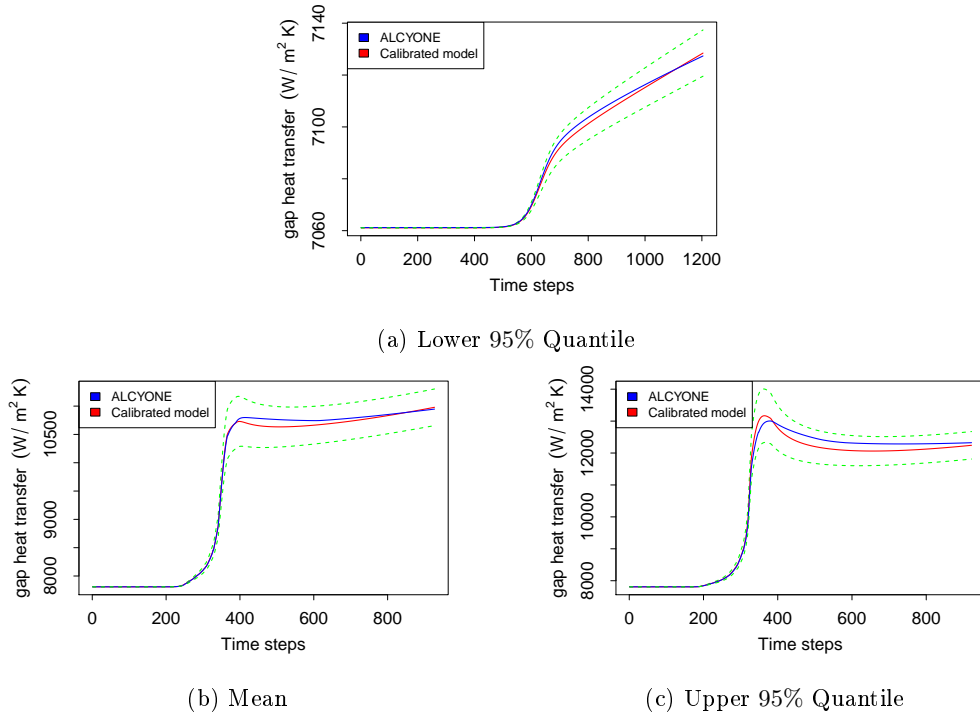 ALCYONE
Calibrated model
gap heat transfer (W/ m² K)
7060 7100 7140
0 200 400 600 800 1000 1200
Time steps
(a) Lower 95% Quantile
ALCYONE
Calibrated model
gap heat transfer (W/ m² K)
8000 9000 10500
0 200 400 600 800
Time steps
(b) Mean
ALCYONE
Calibrated model
gap heat transfer (W/ m² K)
8000 10000 12000 14000
0 200 400 600 800
Time steps
(c) Upper 95% Quantile